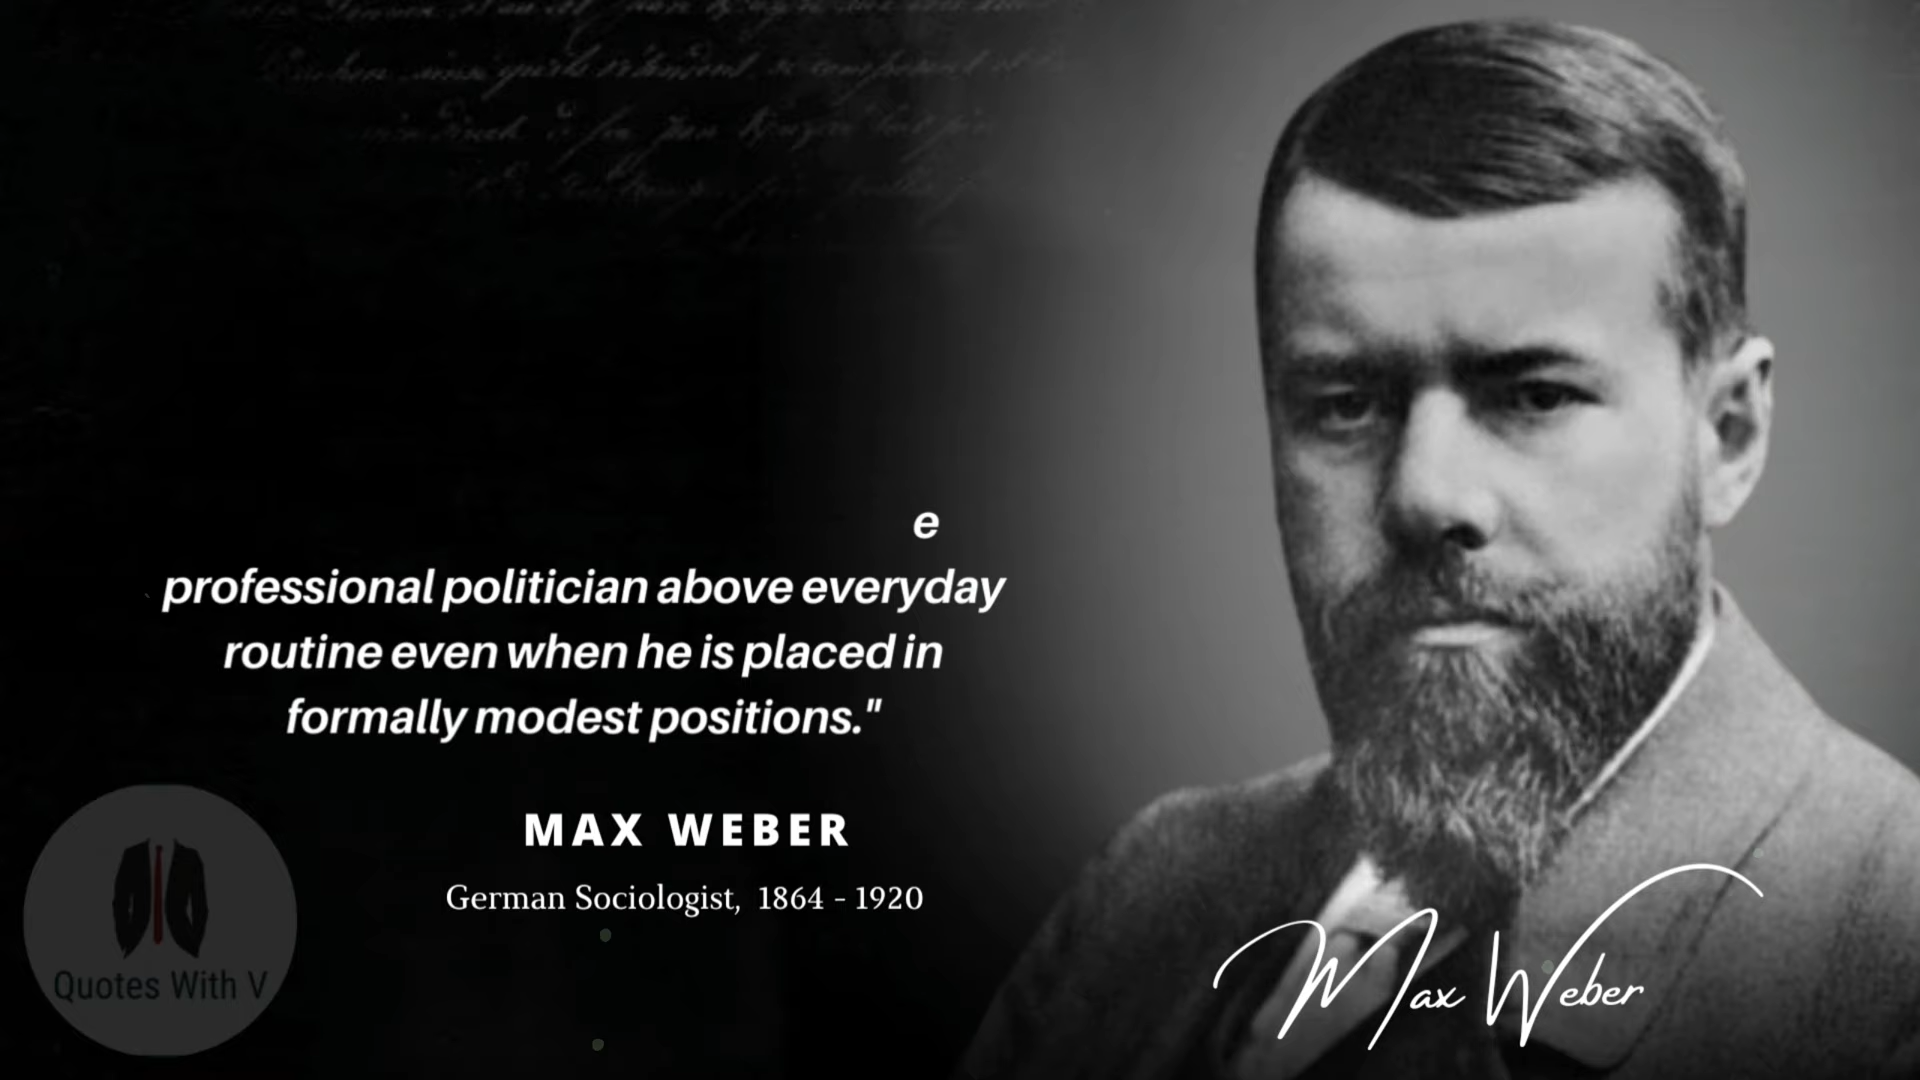 e
professional politician above everyday
routine even when he is placed in
formally modest positions."
MAX WEBER
German Sociologist, 1864 - 1920
Quotes With V
Max Weber